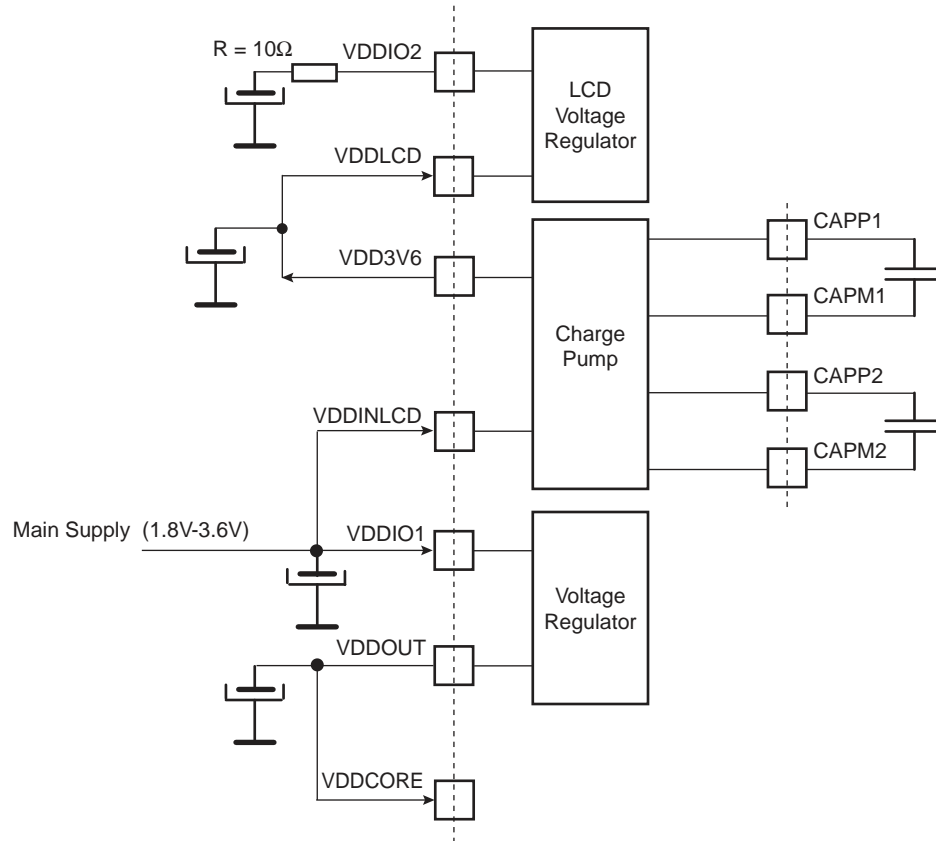 R = 10Ω
VDDIO2
LCD
Voltage
Regulator
VDDLCD
VDD3V6
Charge
Pump
CAPP1
CAPM1
CAPP2
CAPM2
VDDINLCD
Main Supply (1.8V-3.6V)
VDDIO1
Voltage
Regulator
VDDOUT
VDDCORE